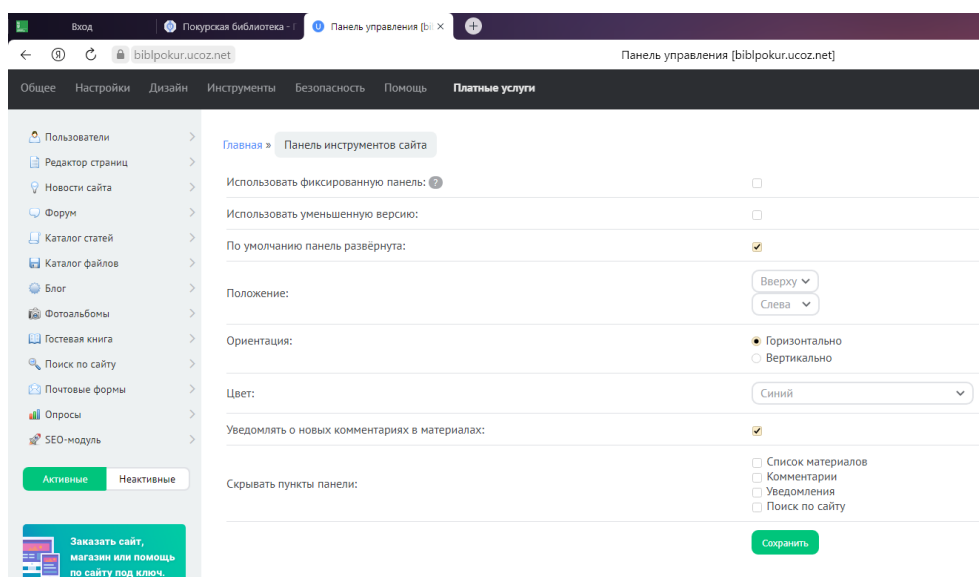 Вход
Покурская библиотека - Г
Панель управления [bi
biblpokur.ucoz.net
Панель управления [biblpokur.ucoz.net]
Общее Настройки Дизайн Инструменты Безопасность Помощь Платные услуги
Пользователи
Редактор страниц
Новости сайта
Форум
Каталог статей
Каталог файлов
Блог
Фотоальбомы
Гостевая книга
Поиск по сайту
Почтовые формы
Опросы
SEO-модуль
Активные Неактивные
Заказать сайт,
магазин или помощь
по сайту под ключ.
Главная » Панель инструментов сайта
Использовать фиксированную панель: ?
Использовать уменьшенную версию:
По умолчанию панель развёрнута:
Положение:
Вверху
Слева
Ориентация:
Горизонтально
Вертикально
Цвет:
Синий
Уведомлять о новых комментариях в материалах:
Скрывать пункты панели:
Список материалов
Комментарии
Уведомления
Поиск по сайту
Сохранить